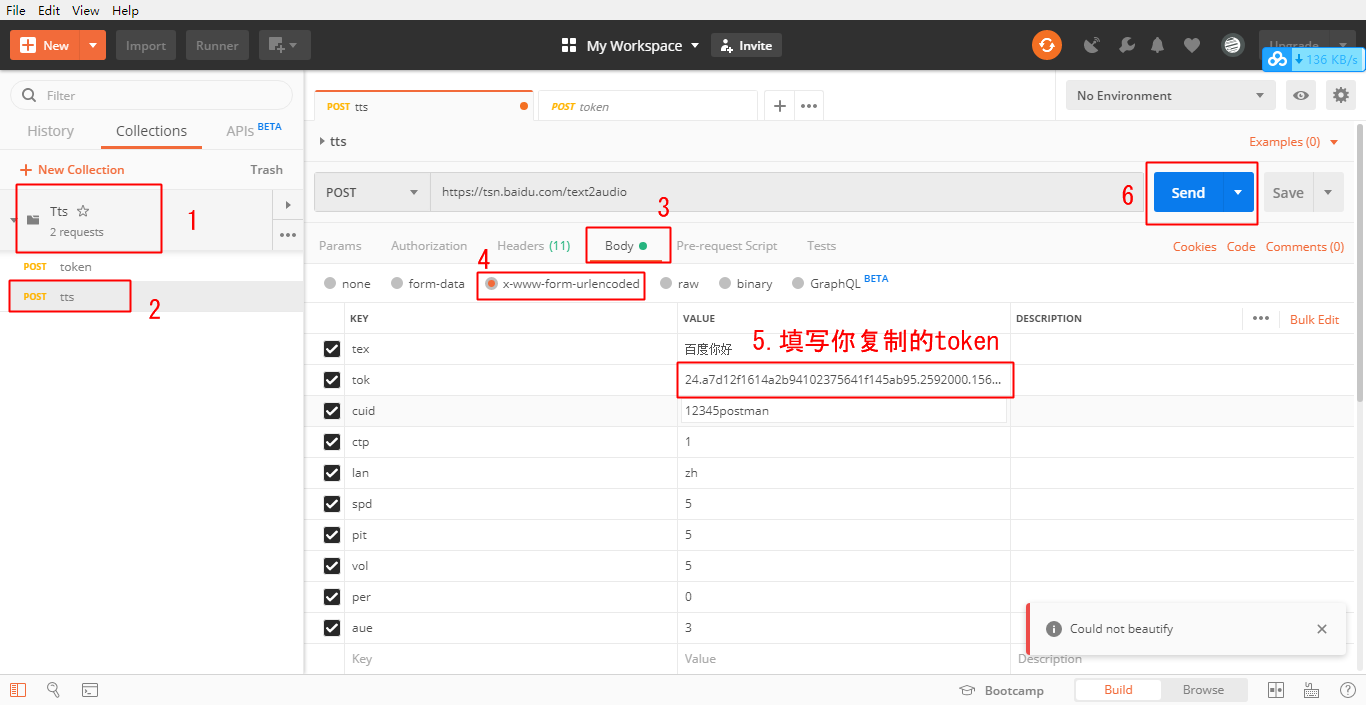 File Edit View Help
New Import Runner My Workspace Invite Upgrade
136 KB/s
Filter
History Collections APIs BETA
New Collection Trash
Tts
2 requests
1
POST token
POST tts
2
POST tts POST token
No Environment
tts
Examples (0)
POST https://tsn.baidu.com/text2audio
6
Send Save
3
Params Authorization Headers (11) Body Pre-request Script Tests
Cookies Code Comments (0)
4
none form-data x-www-form-urlencoded raw binary GraphQL BETA
KEY VALUE DESCRIPTION
Bulk Edit
5.填写你复制的token
tex 百度你好
tok 24.a7d12f1614a2b94102375641f145ab95.2592000.156...
cuid 12345postman
ctp 1
lan zh
spd 5
pit 5
vol 5
per 0
aue 3
Key Value Description
Could not beautify
Bootcamp Build Browse